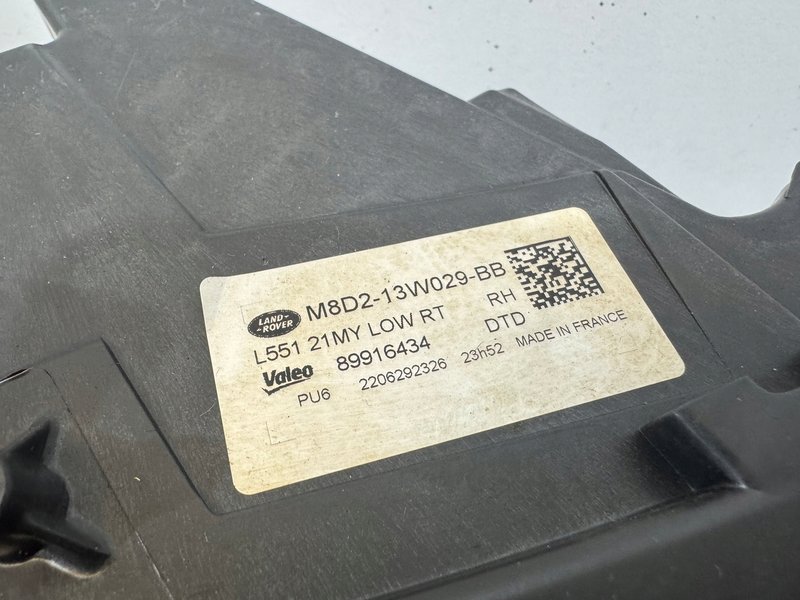 LAND-
ROVER
M8D2-13W029-BB
L551 21MY LOW RT RH
Valeo 89916434 DTD
PU6 2206292326 23h52 MADE IN FRANCE